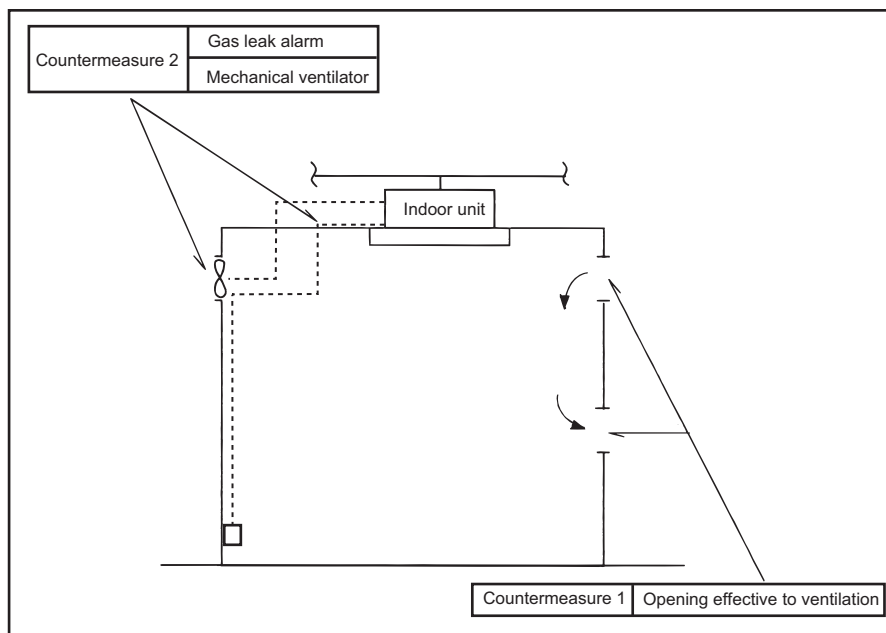 Countermeasure 2
Gas leak alarm
Mechanical ventilator
Indoor unit
Countermeasure 1
Opening effective to ventilation